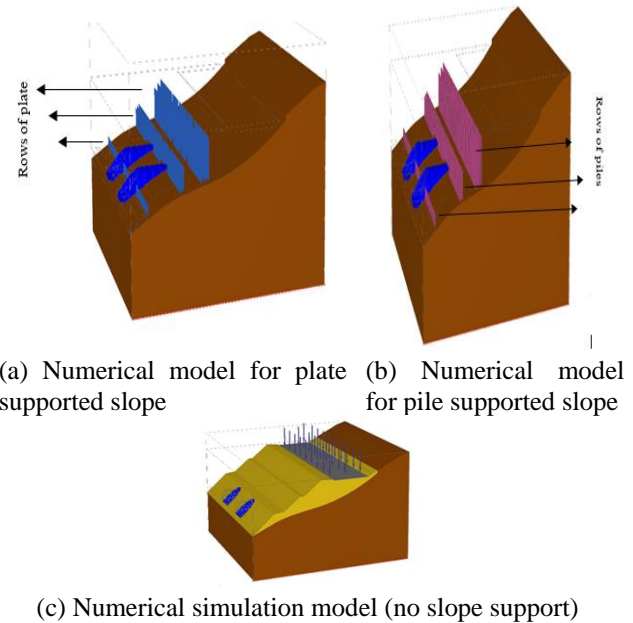 Rows of plate
Rows of piles
(a) Numerical model for plate
supported slope
(b) Numerical model
for pile supported slope
(c) Numerical simulation model (no slope support)